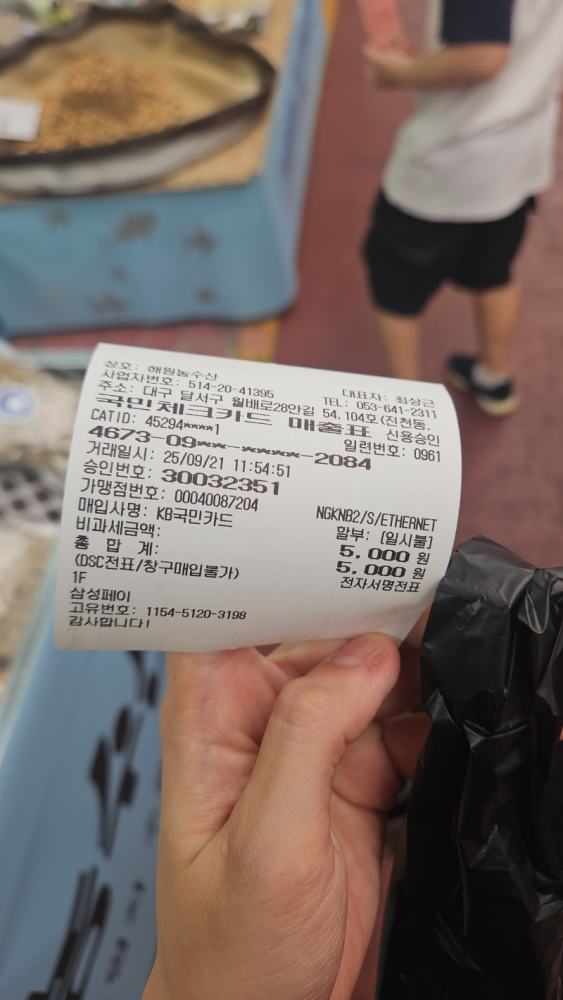 상호: 해원농수산
사업자번호: 514-20-41395 대표자: 최상근
주소: 대구 달서구 월배로28안길 54, 104호(진천동, TEL: 053-641-2311
국민체크카드 매출표 신용승인
CATID: 45294****1 일련번호: 0961
4673-09**-****-2084
거래일시: 25/09/21 11:54:51
승인번호: 30032351
가맹점번호: 00040087204
매입사명: KB국민카드 NGKNB2/S/ETHERNET
비과세금액: 할부: [일시불]
총 합 계: 5,000 원
5,000 원
(DSC전표/창구매입불가) 전자서명전표
1F
삼성페이
고유번호: 1154-5120-3198
감사합니다!